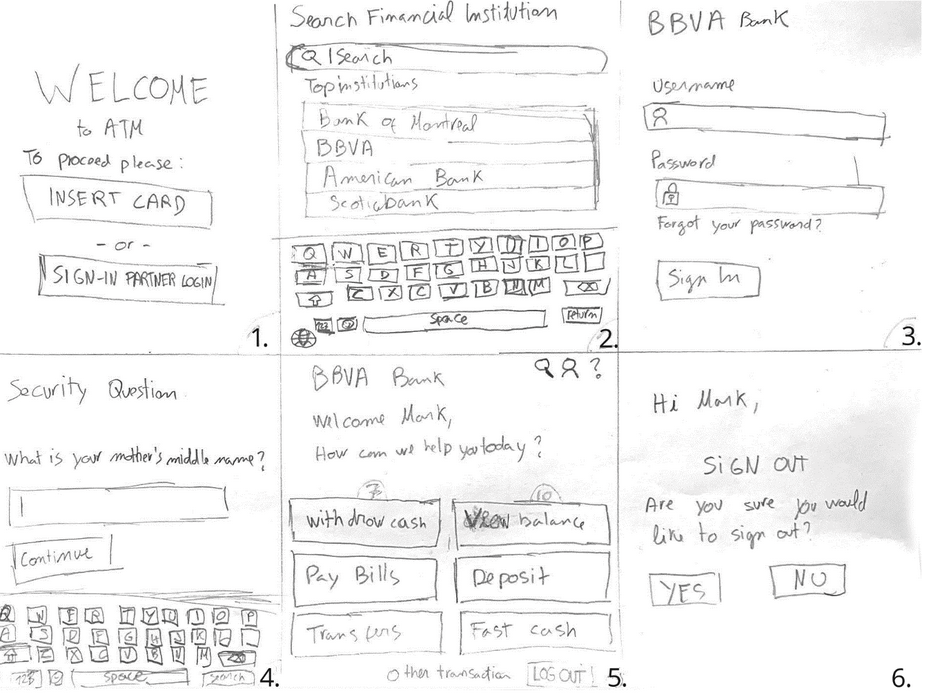 WELCOME
to ATM
To proceed please:
INSERT CARD
- or -
SIGN-IN PARTNER LOGIN
1.
Search Financial Institution
Search
Top institutions
Bank of Montreal
BBVA
American Bank
Scotiabank
Q W E R T Y U I O P
A S D F G H J K L
Z X C V B N M
123
space
return
2.
BBVA Bank
Username
Password
Forgot your password?
Sign In
3.
Security Question
What is your mother's middle name?
Continue
Q W E R T Y U I O P
A S D F G H J K L
Z X C V B N M
123 space search
4.
BBVA Bank ?
Welcome Mark,
How can we help you today?
7 10
withdrow cash View balance
Pay Bills Deposit
Transfers Fast cash
Other transaction LOG OUT
5.
Hi Mark,
SIGN OUT
Are you sure you would
like to sign out?
YES NO
6.